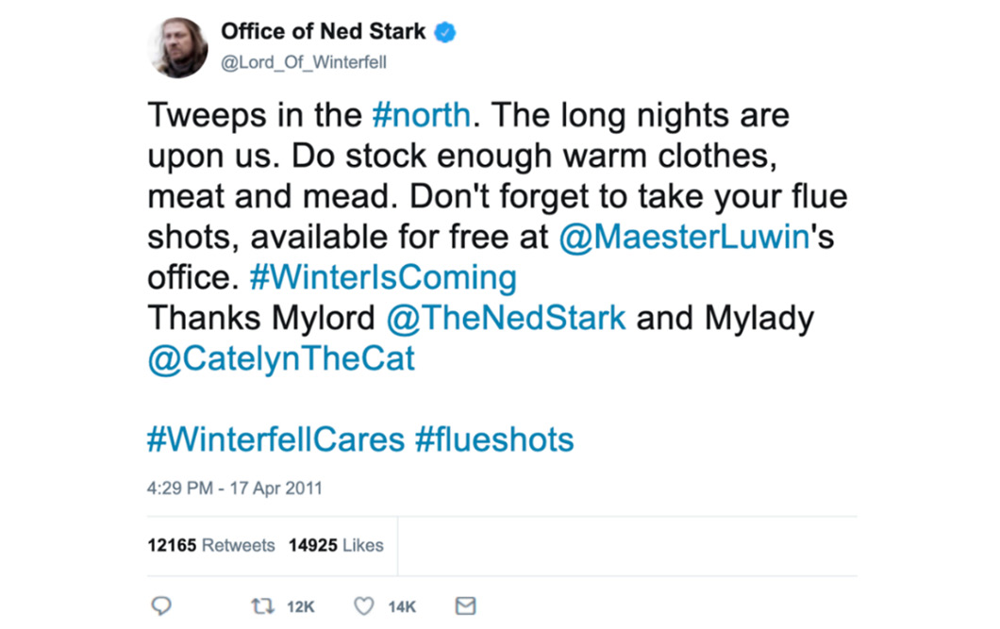 Office of Ned Stark
@Lord_Of_Winterfell
Tweeps in the #north. The long nights are
upon us. Do stock enough warm clothes,
meat and mead. Don't forget to take your flue
shots, available for free at @MaesterLuwin's
office. #WinterIsComing
Thanks Mylord @TheNedStark and Mylady
@CatelynTheCat
#WinterfellCares #flueshots
4:29 PM - 17 Apr 2011
12165 Retweets 14925 Likes
12K 14K